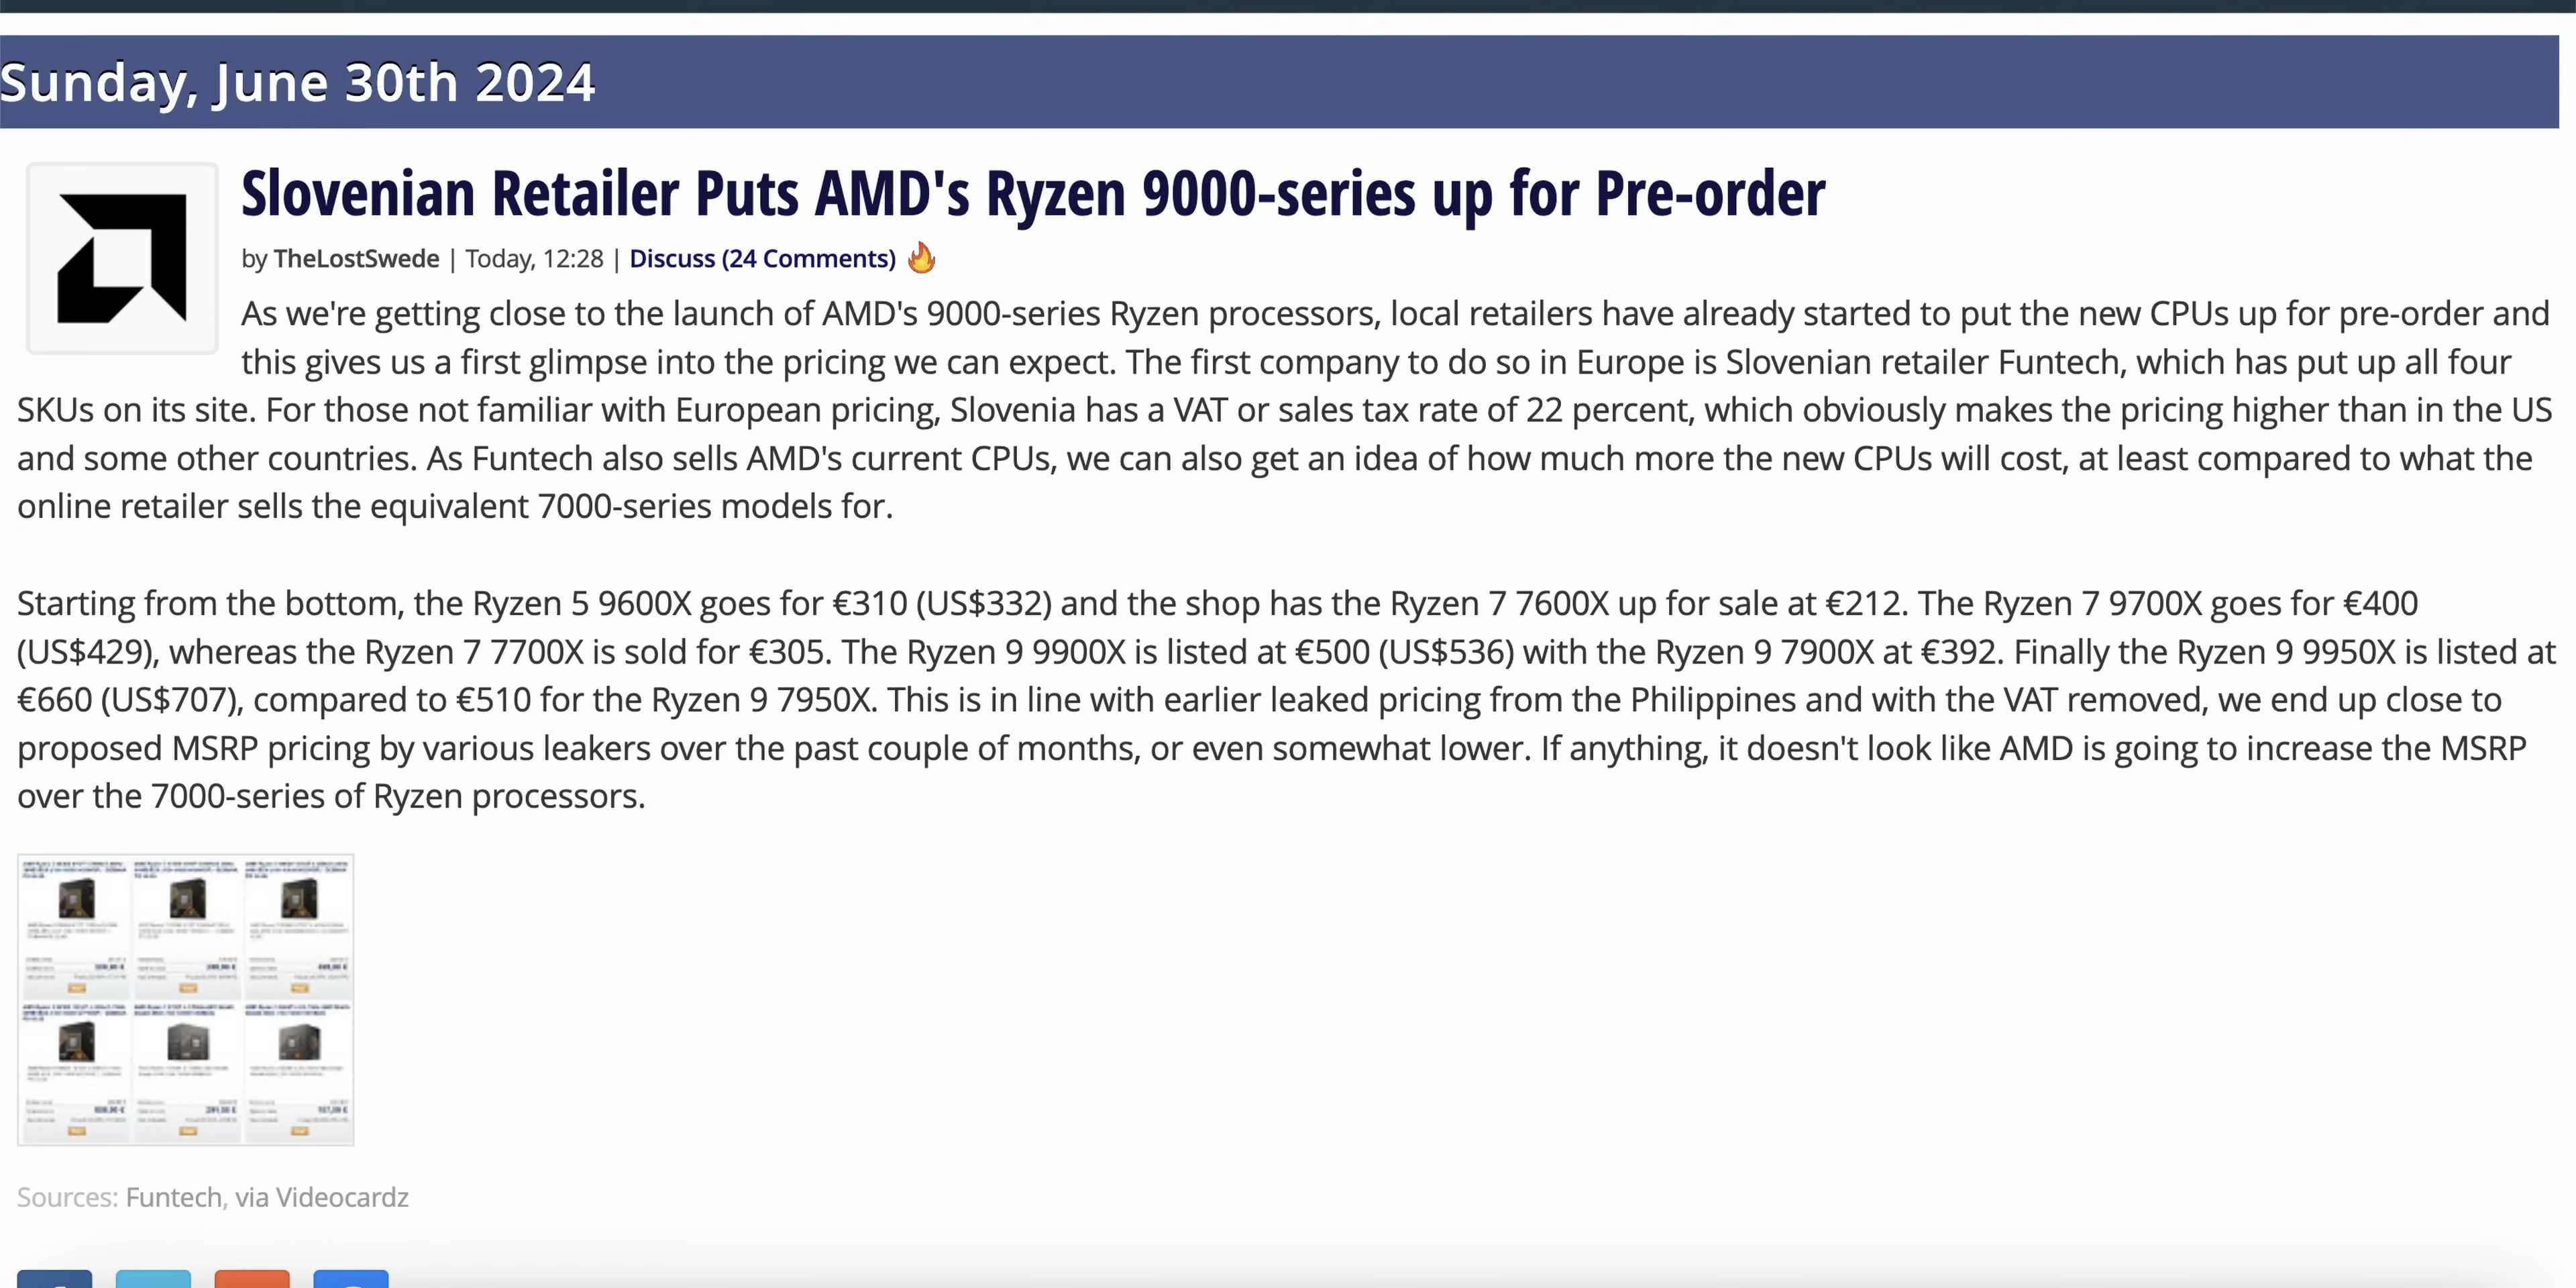 Sunday, June 30th 2024
Slovenian Retailer Puts AMD's Ryzen 9000-series up for Pre-order
by TheLostSwede | Today, 12:28 | Discuss (24 Comments)
As we're getting close to the launch of AMD's 9000-series Ryzen processors, local retailers have already started to put the new CPUs up for pre-order and
this gives us a first glimpse into the pricing we can expect. The first company to do so in Europe is Slovenian retailer Funtech, which has put up all four
SKUs on its site. For those not familiar with European pricing, Slovenia has a VAT or sales tax rate of 22 percent, which obviously makes the pricing higher than in the US
and some other countries. As Funtech also sells AMD's current CPUs, we can also get an idea of how much more the new CPUs will cost, at least compared to what the
online retailer sells the equivalent 7000-series models for.
Starting from the bottom, the Ryzen 5 9600X goes for €310 (US$332) and the shop has the Ryzen 7 7600X up for sale at €212. The Ryzen 7 9700X goes for €400
(US$429), whereas the Ryzen 7 7700X is sold for €305. The Ryzen 9 9900X is listed at €500 (US$536) with the Ryzen 9 7900X at €392. Finally the Ryzen 9 9950X is listed at
€660 (US$707), compared to €510 for the Ryzen 9 7950X. This is in line with earlier leaked pricing from the Philippines and with the VAT removed, we end up close to
proposed MSRP pricing by various leakers over the past couple of months, or even somewhat lower. If anything, it doesn't look like AMD is going to increase the MSRP
over the 7000-series of Ryzen processors.
Sources: Funtech, via Videocardz